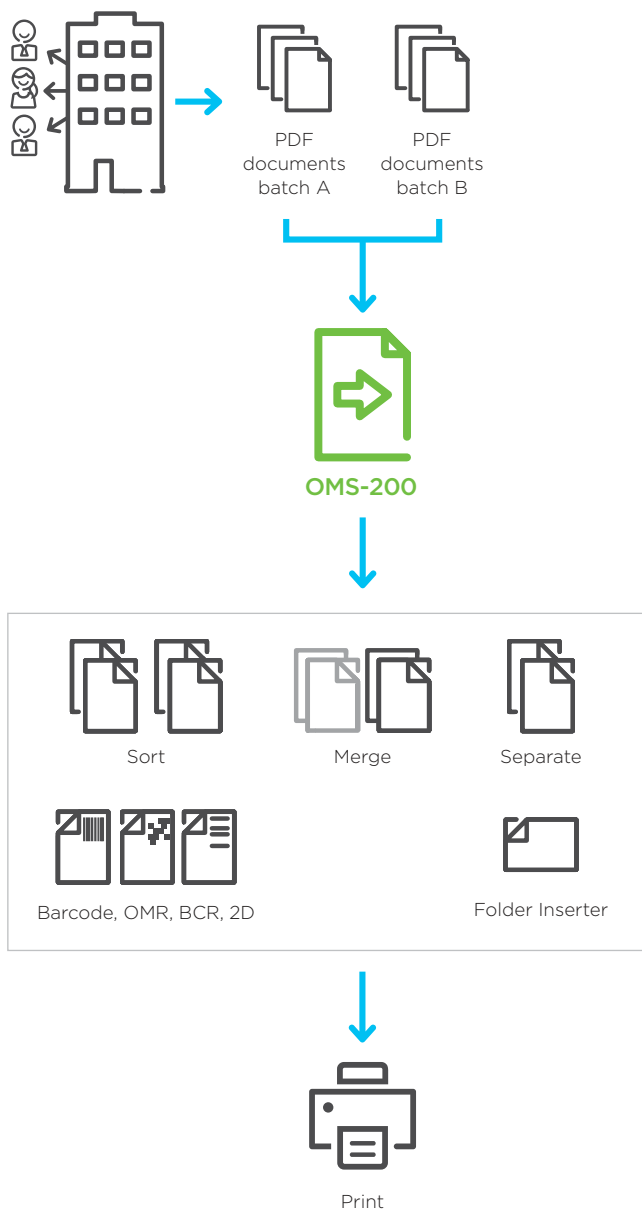 PDF
documents
batch A
PDF
documents
batch B
OMS-200
Sort
Merge
Separate
Barcode, OMR, BCR, 2D
Folder Inserter
Print